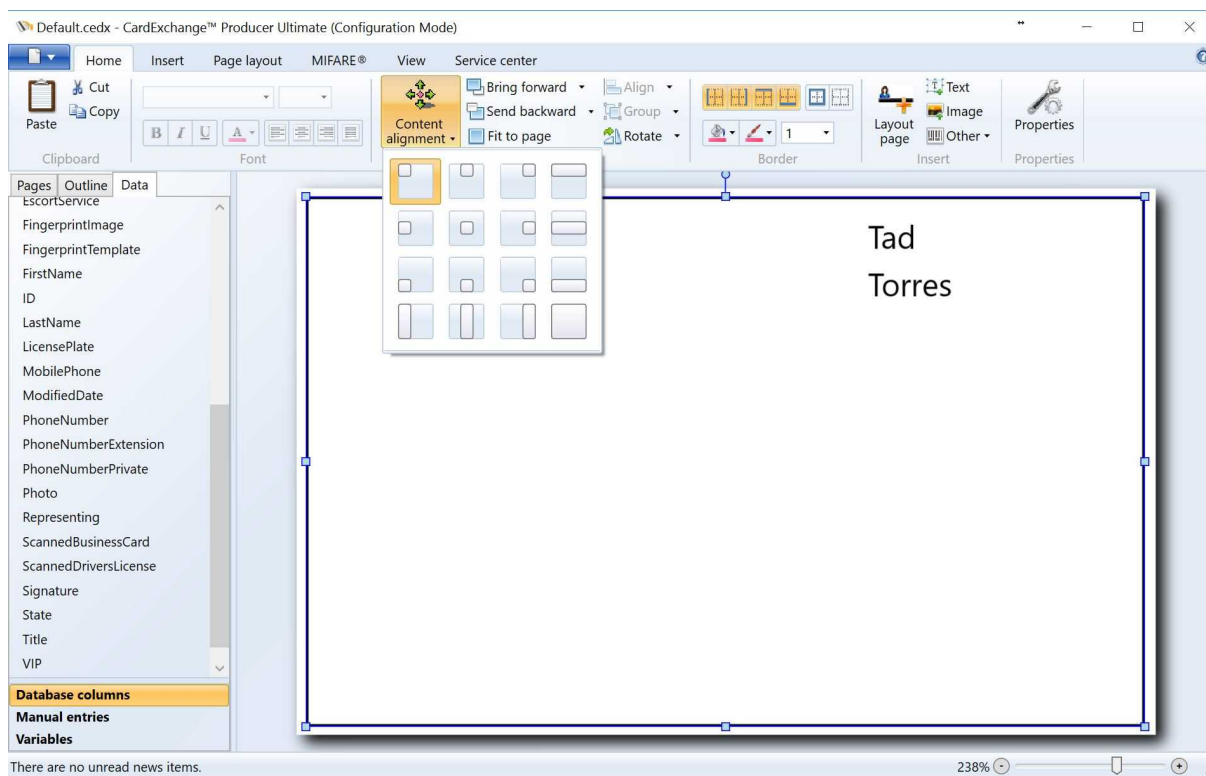 Default.cedx - CardExchange™ Producer Ultimate (Configuration Mode)
Home Insert Page layout MIFARE® View Service center
Paste
Cut
Copy
Clipboard
B I U A
Font
Content alignment
Bring forward
Send backward
Fit to page
Align
Group
Rotate
1
Border
Layout page
Text
Image
Other
Insert
Properties
Properties
Pages Outline Data
EscortService
FingerprintImage
FingerprintTemplate
FirstName
ID
LastName
LicensePlate
MobilePhone
ModifiedDate
PhoneNumber
PhoneNumberExtension
PhoneNumberPrivate
Photo
Representing
ScannedBusinessCard
ScannedDriversLicense
Signature
State
Title
VIP
Database columns
Manual entries
Variables
Tad
Torres
There are no unread news items.
238%